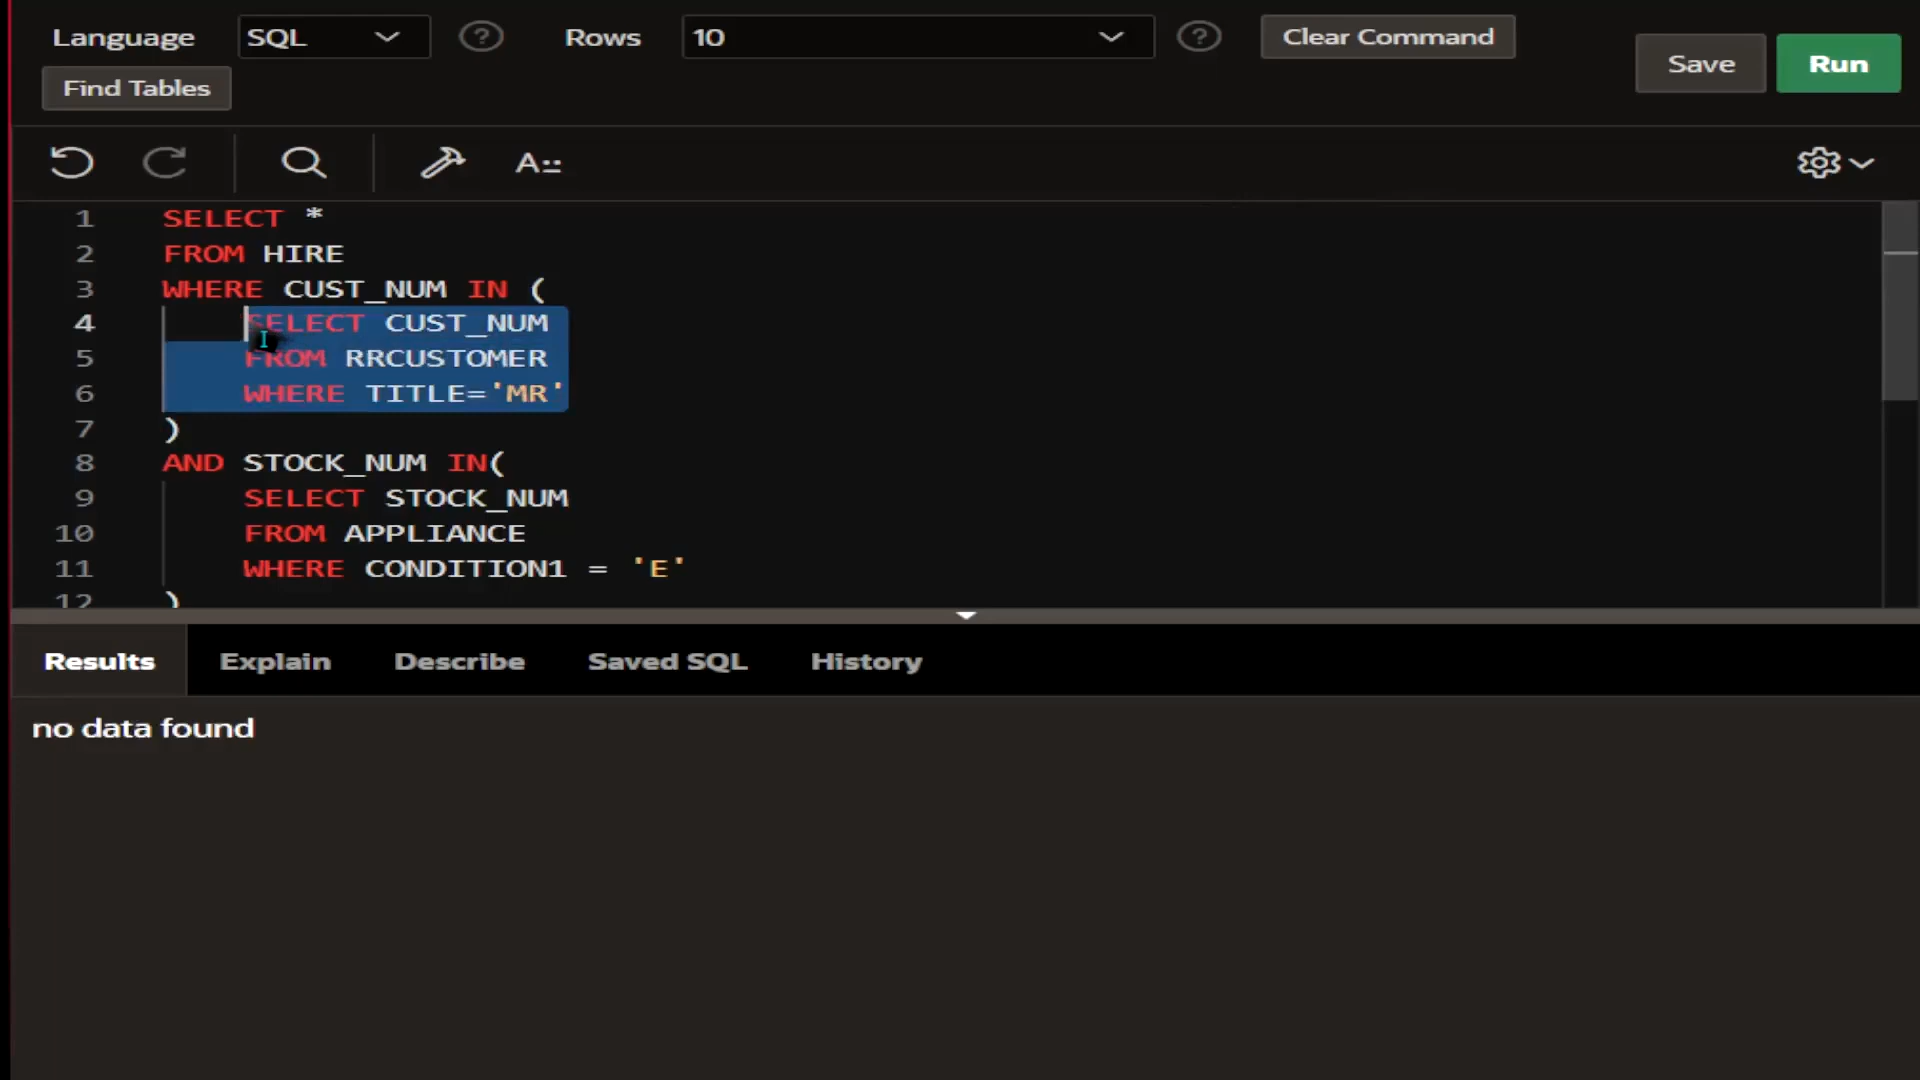 Language SQL Rows 10 Clear Command Save Run
Find Tables
A::
1 SELECT *
2 FROM HIRE
3 WHERE CUST_NUM IN (
4 SELECT CUST_NUM
5 FROM RRCUSTOMER
6 WHERE TITLE='MR'
7 )
8 AND STOCK_NUM IN(
9 SELECT STOCK_NUM
10 FROM APPLIANCE
11 WHERE CONDITION1 = 'E'
12 )
Results Explain Describe Saved SQL History
no data found